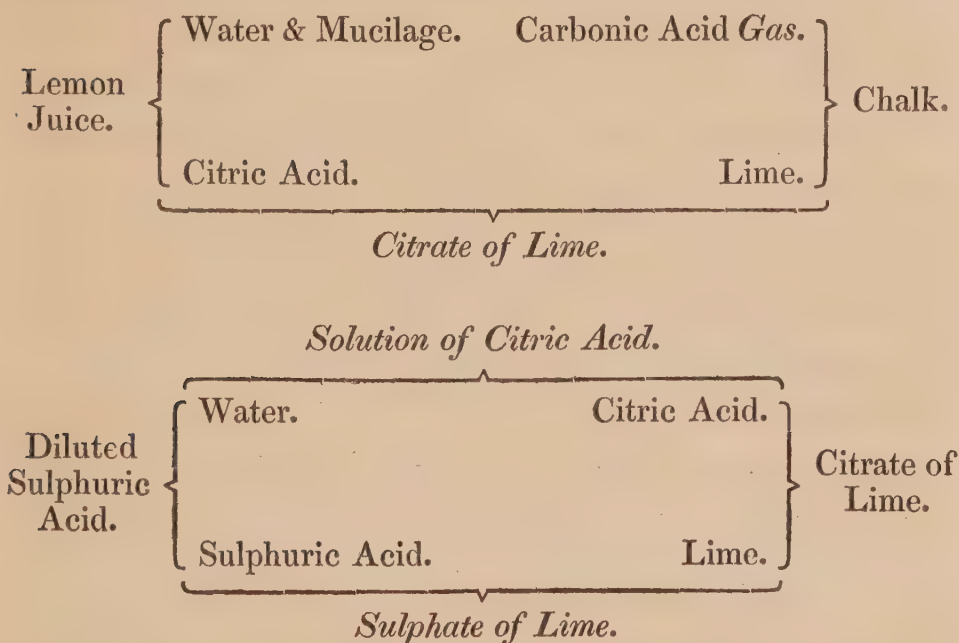 Water & Mucilage. Carbonic Acid Gas.
Lemon
Juice.
Chalk.
Citric Acid. Lime.
Citrate of Lime.
Solution of Citric Acid.
Water. Citric Acid.
Diluted
Sulphuric
Acid.
Citrate of
Lime.
Sulphuric Acid. Lime.
Sulphate of Lime.